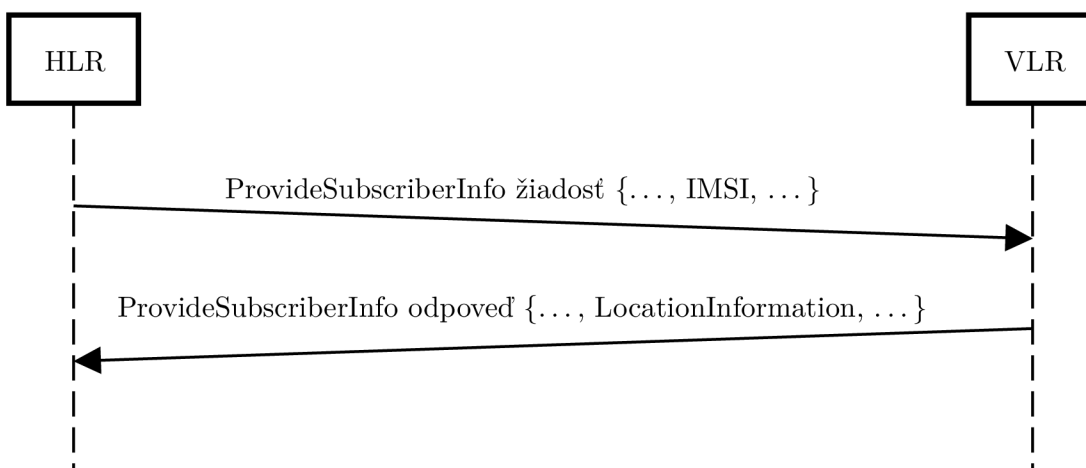 HLR
VLR
ProvideSubscriberInfo žiadosť {..., IMSI, ...}
ProvideSubscriberInfo odpoveď {..., LocationInformation, ...}